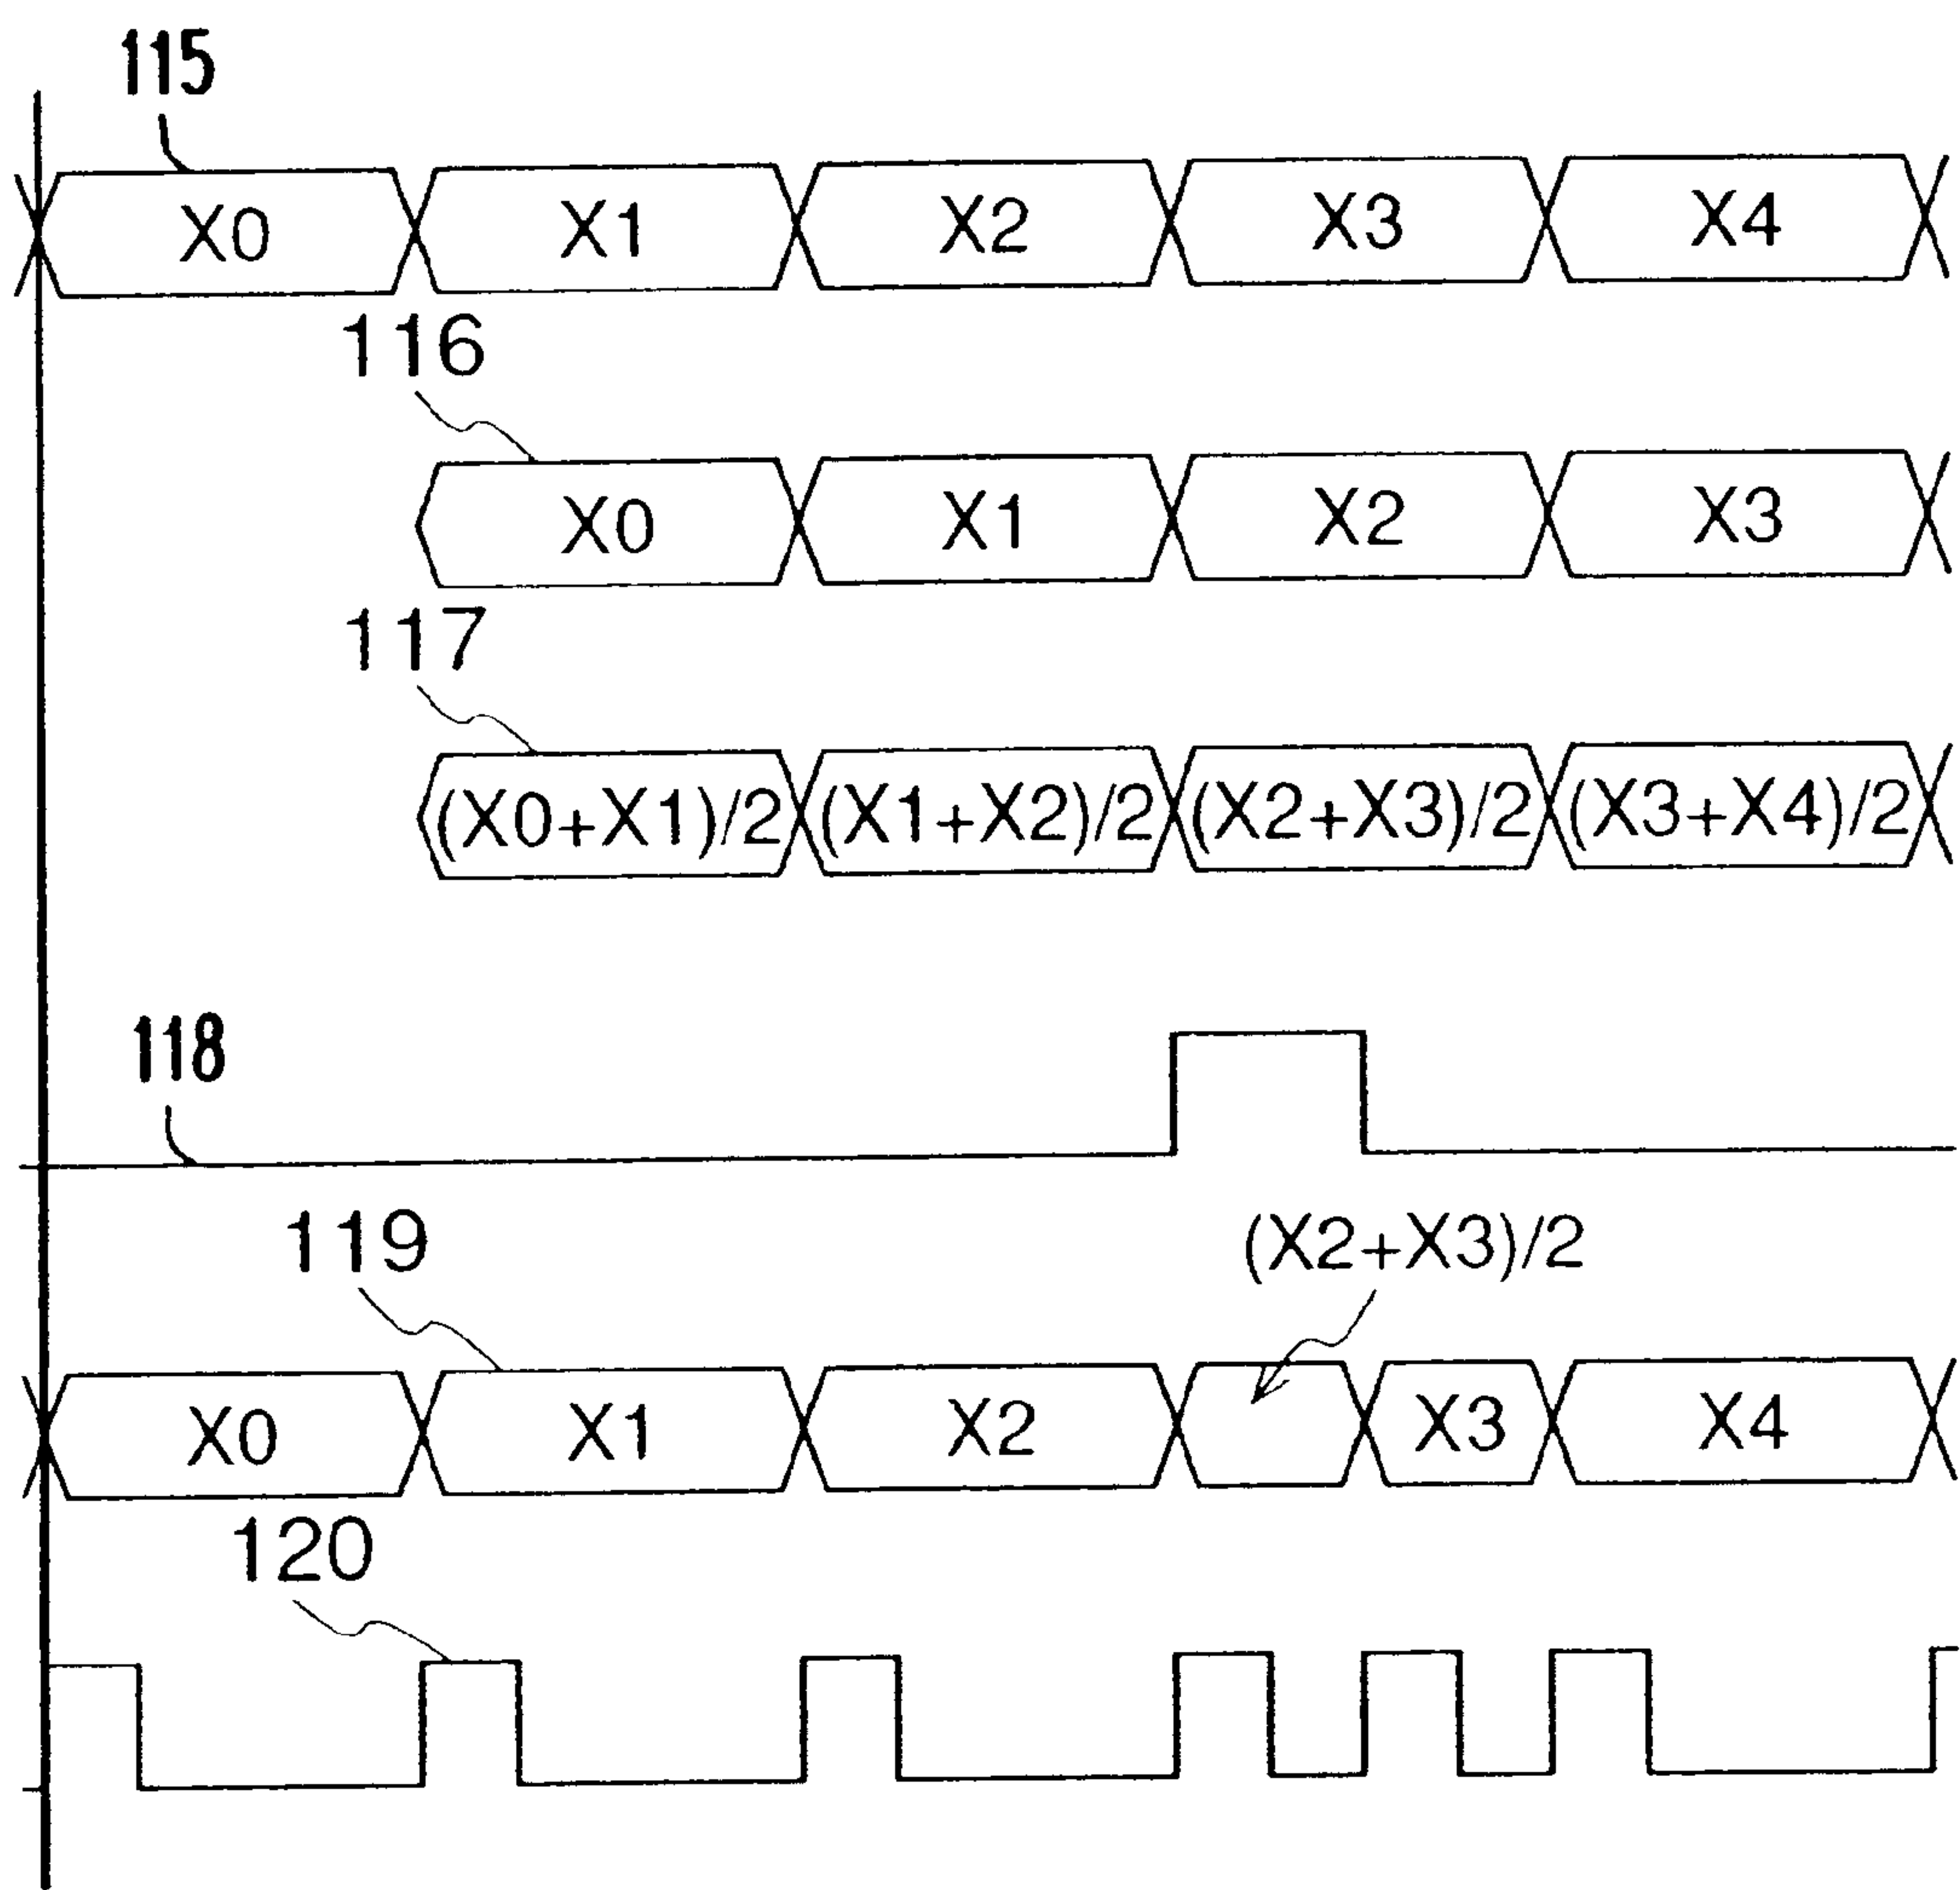 115
X0 X1 X2 X3 X4
116
X0 X1 X2 X3
117
(X0+X1)/2 (X1+X2)/2 (X2+X3)/2 (X3+X4)/2
118
119 (X2+X3)/2
X0 X1 X2 X3 X4
120